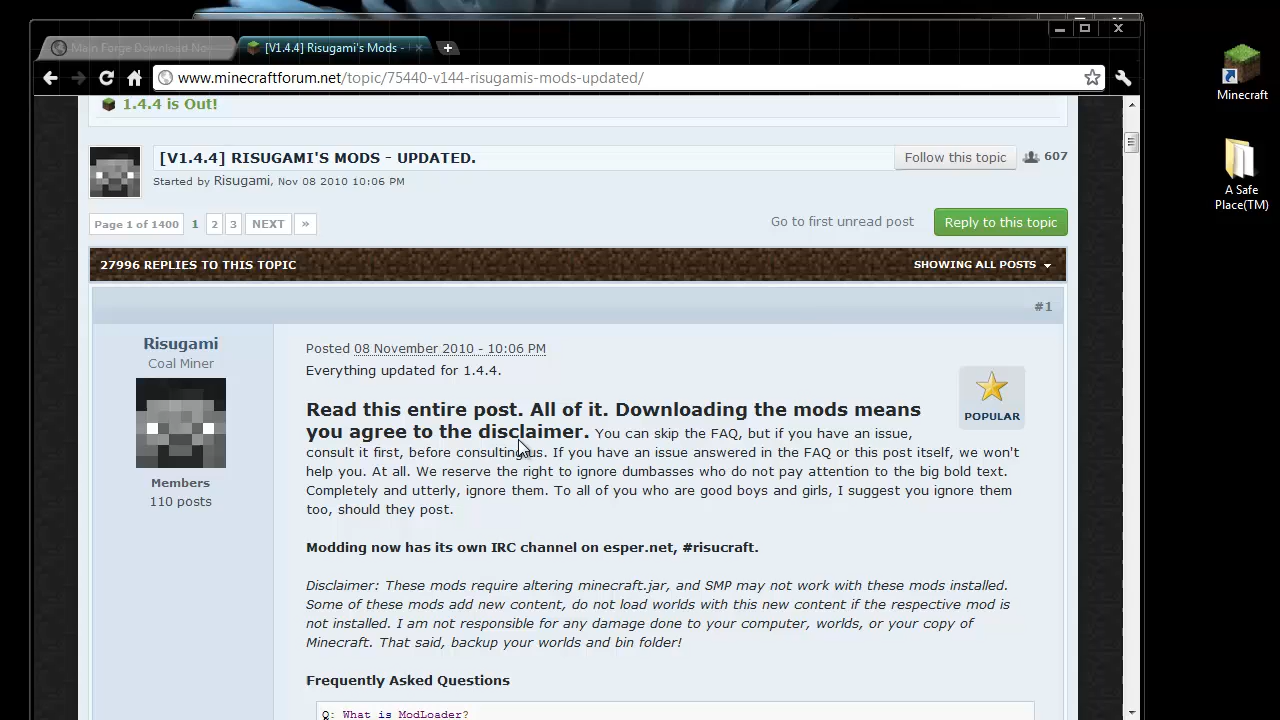 Main Forge Download No
[V1.4.4] Risugami's Mods -
www.minecraftforum.net/topic/75440-v144-risugamis-mods-updated/
Minecraft
A Safe
Place(TM)
1.4.4 is Out!
[V1.4.4] RISUGAMI'S MODS - UPDATED.
Started by Risugami, Nov 08 2010 10:06 PM
Follow this topic
607
Page 1 of 1400 1 2 3 NEXT »
Go to first unread post
Reply to this topic
27996 REPLIES TO THIS TOPIC
SHOWING ALL POSTS
#1
Risugami
Coal Miner
Members
110 posts
Posted 08 November 2010 - 10:06 PM
Everything updated for 1.4.4.
POPULAR
Read this entire post. All of it. Downloading the mods means
you agree to the disclaimer. You can skip the FAQ, but if you have an issue,
consult it first, before consulting us. If you have an issue answered in the FAQ or this post itself, we won't
help you. At all. We reserve the right to ignore dumbasses who do not pay attention to the big bold text.
Completely and utterly, ignore them. To all of you who are good boys and girls, I suggest you ignore them
too, should they post.
Modding now has its own IRC channel on esper.net, #risucraft.
Disclaimer: These mods require altering minecraft.jar, and SMP may not work with these mods installed.
Some of these mods add new content, do not load worlds with this new content if the respective mod is
not installed. I am not responsible for any damage done to your computer, worlds, or your copy of
Minecraft. That said, backup your worlds and bin folder!
Frequently Asked Questions
Q: What is ModLoader?